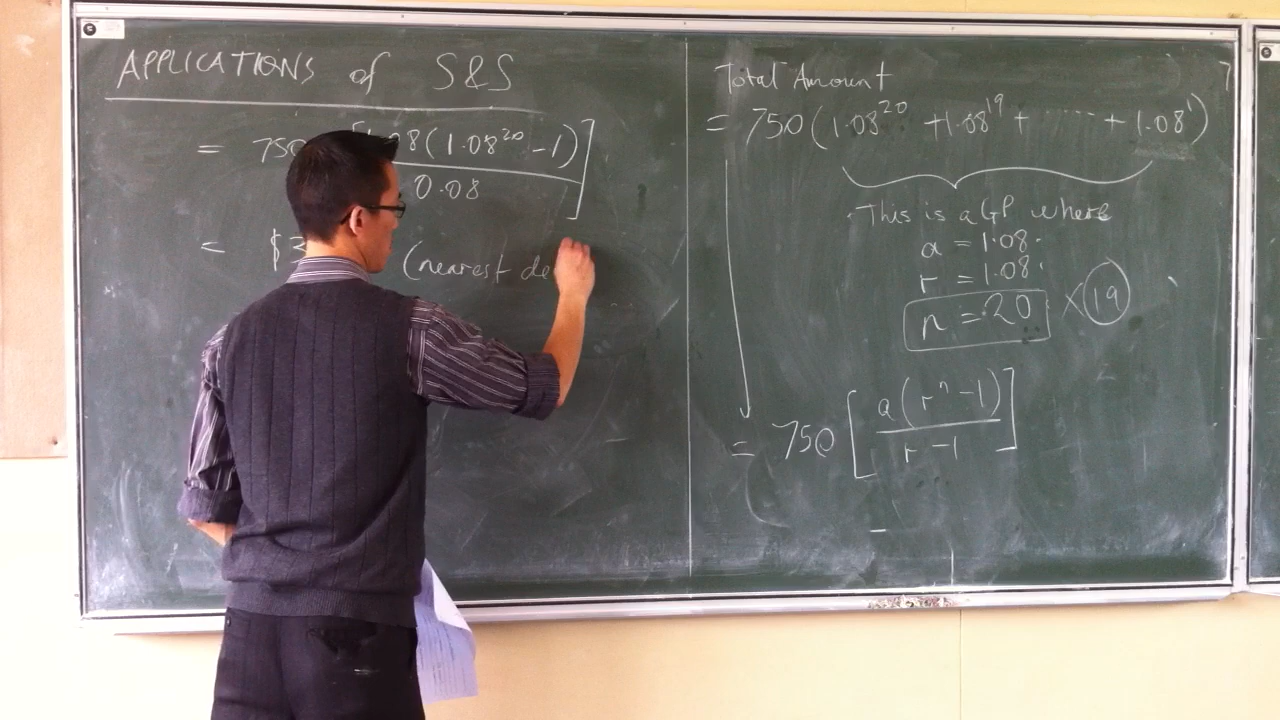 APPLICATIONS of S&S
= 750 [1.08(1.08²⁰ - 1)]
0.08
= $3
(nearest de
Total Amount
= 750(1.08²⁰ + 1.08¹⁹ + ..... + 1.08¹)
This is a GP where
a = 1.08
r = 1.08
n = 20 × 19
= 750 [a(rⁿ - 1)]
r - 1